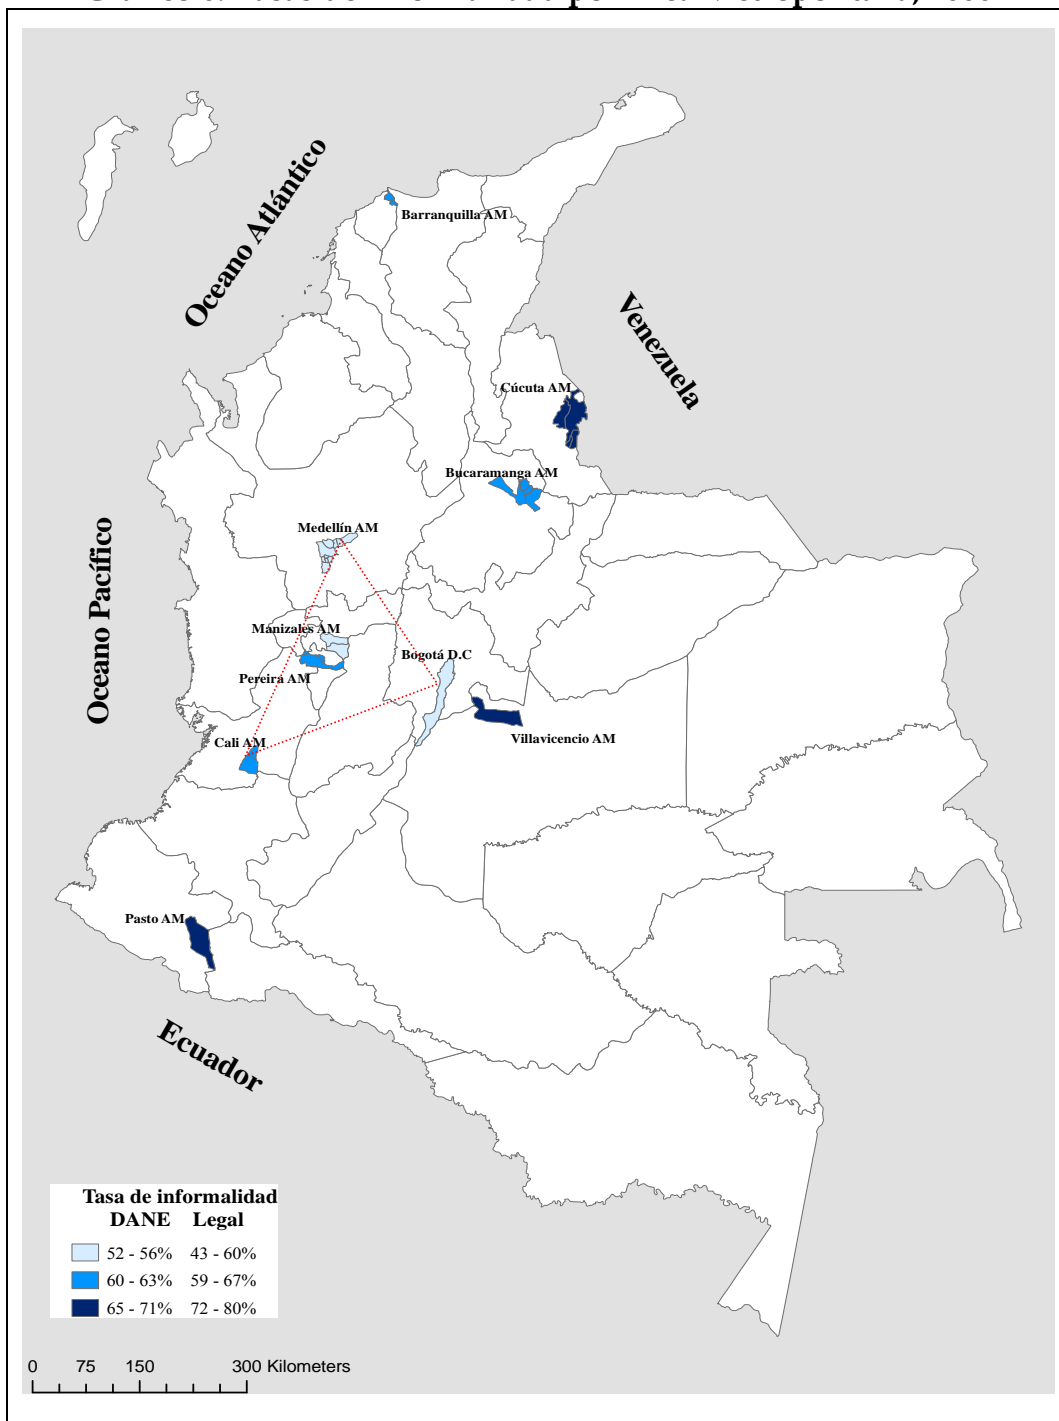 Oceano Atlántico
Barranquilla AM
Venezuela
Cúcuta AM
Bucaramanga AM
Medellín AM
Oceano Pacífico
Manizales AM
Bogotá D.C
Pereira AM
Villavicencio AM
Cali AM
Pasto AM
Ecuador
Tasa de informalidad
DANE Legal
52 - 56% 43 - 60%
60 - 63% 59 - 67%
65 - 71% 72 - 80%
0 75 150 300 Kilometers